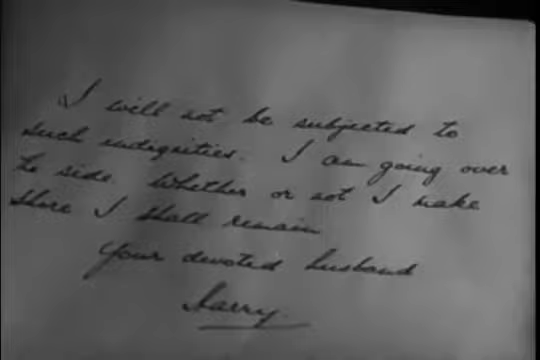 I will not be subjected to
such indignities. I am going over
the side. Whether or not I make
shore I shall remain
Your devoted husband
Larry.